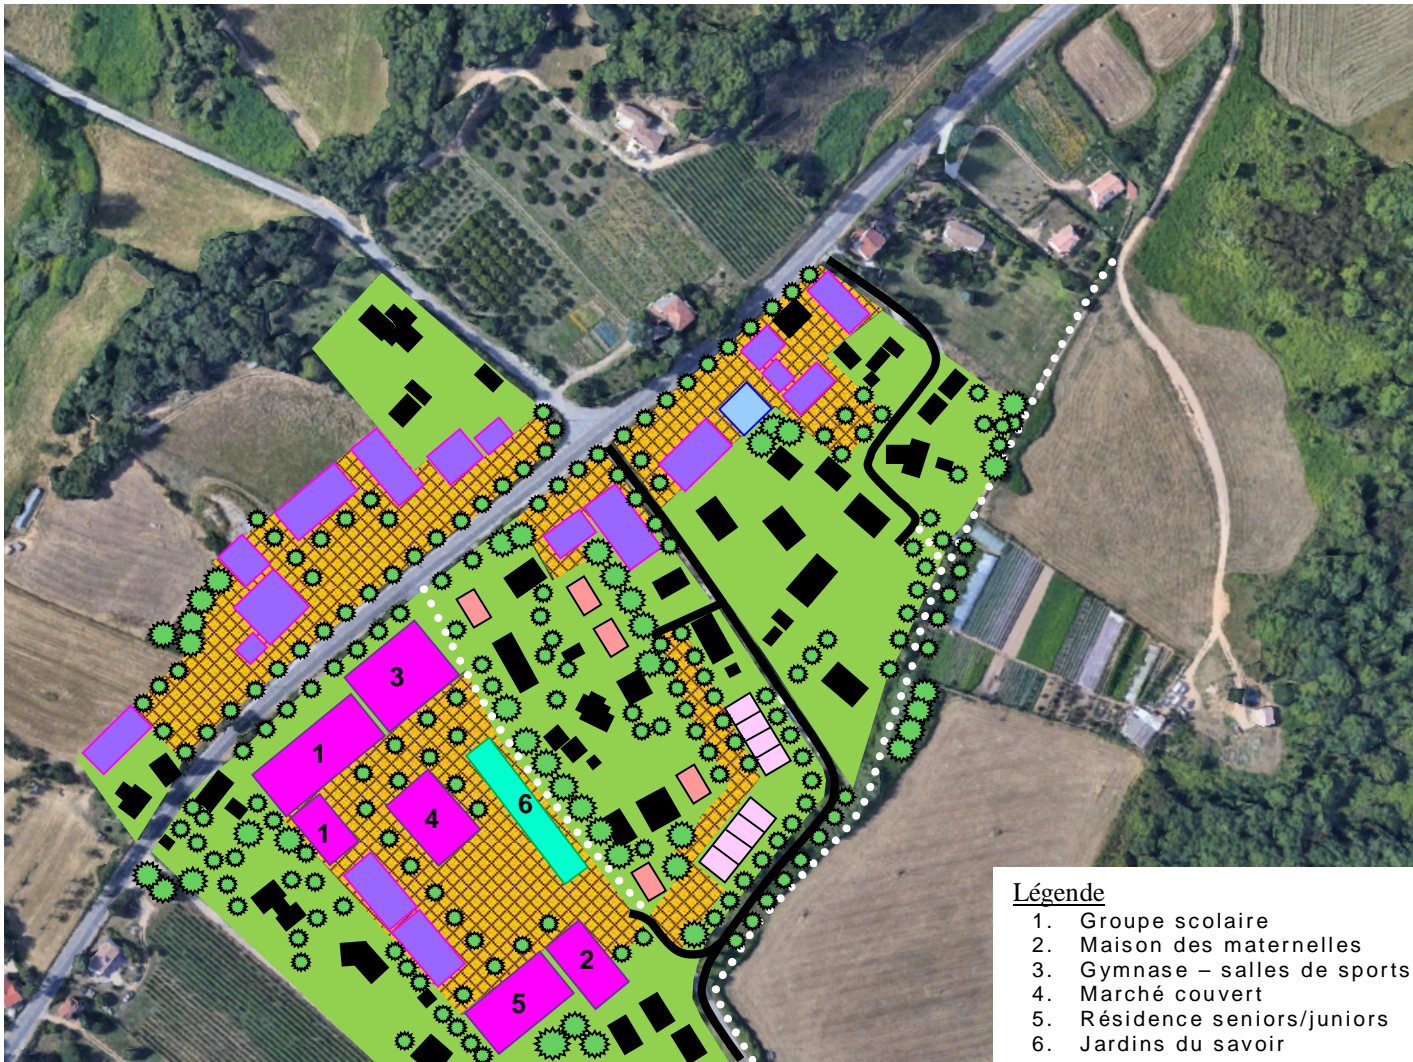 3
1
6
4
1
2
5
Légende
1. Groupe scolaire
2. Maison des maternelles
3. Gymnase – salles de sports
4. Marché couvert
5. Résidence seniors/juniors
6. Jardins du savoir